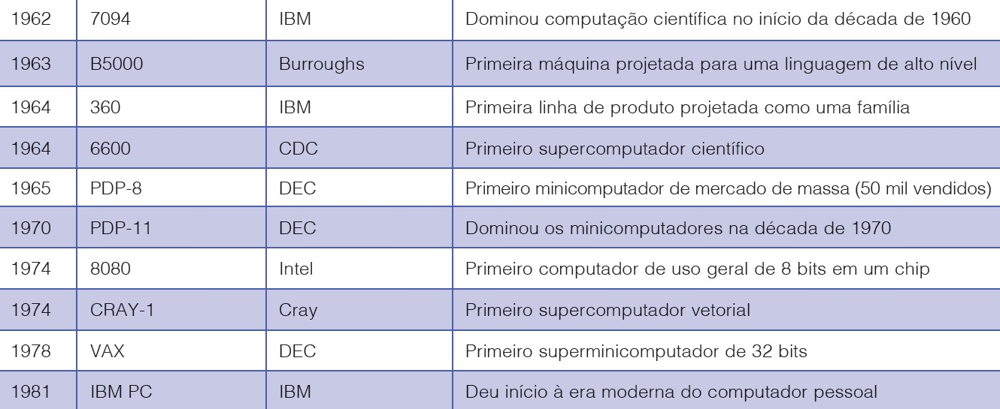 1962 7094 IBM Dominou computação científica no início da década de 1960
1963 B5000 Burroughs Primeira máquina projetada para uma linguagem de alto nível
1964 360 IBM Primeira linha de produto projetada como uma família
1964 6600 CDC Primeiro supercomputador científico
1965 PDP-8 DEC Primeiro minicomputador de mercado de massa (50 mil vendidos)
1970 PDP-11 DEC Dominou os minicomputadores na década de 1970
1974 8080 Intel Primeiro computador de uso geral de 8 bits em um chip
1974 CRAY-1 Cray Primeiro supercomputador vetorial
1978 VAX DEC Primeiro superminicomputador de 32 bits
1981 IBM PC IBM Deu início à era moderna do computador pessoal